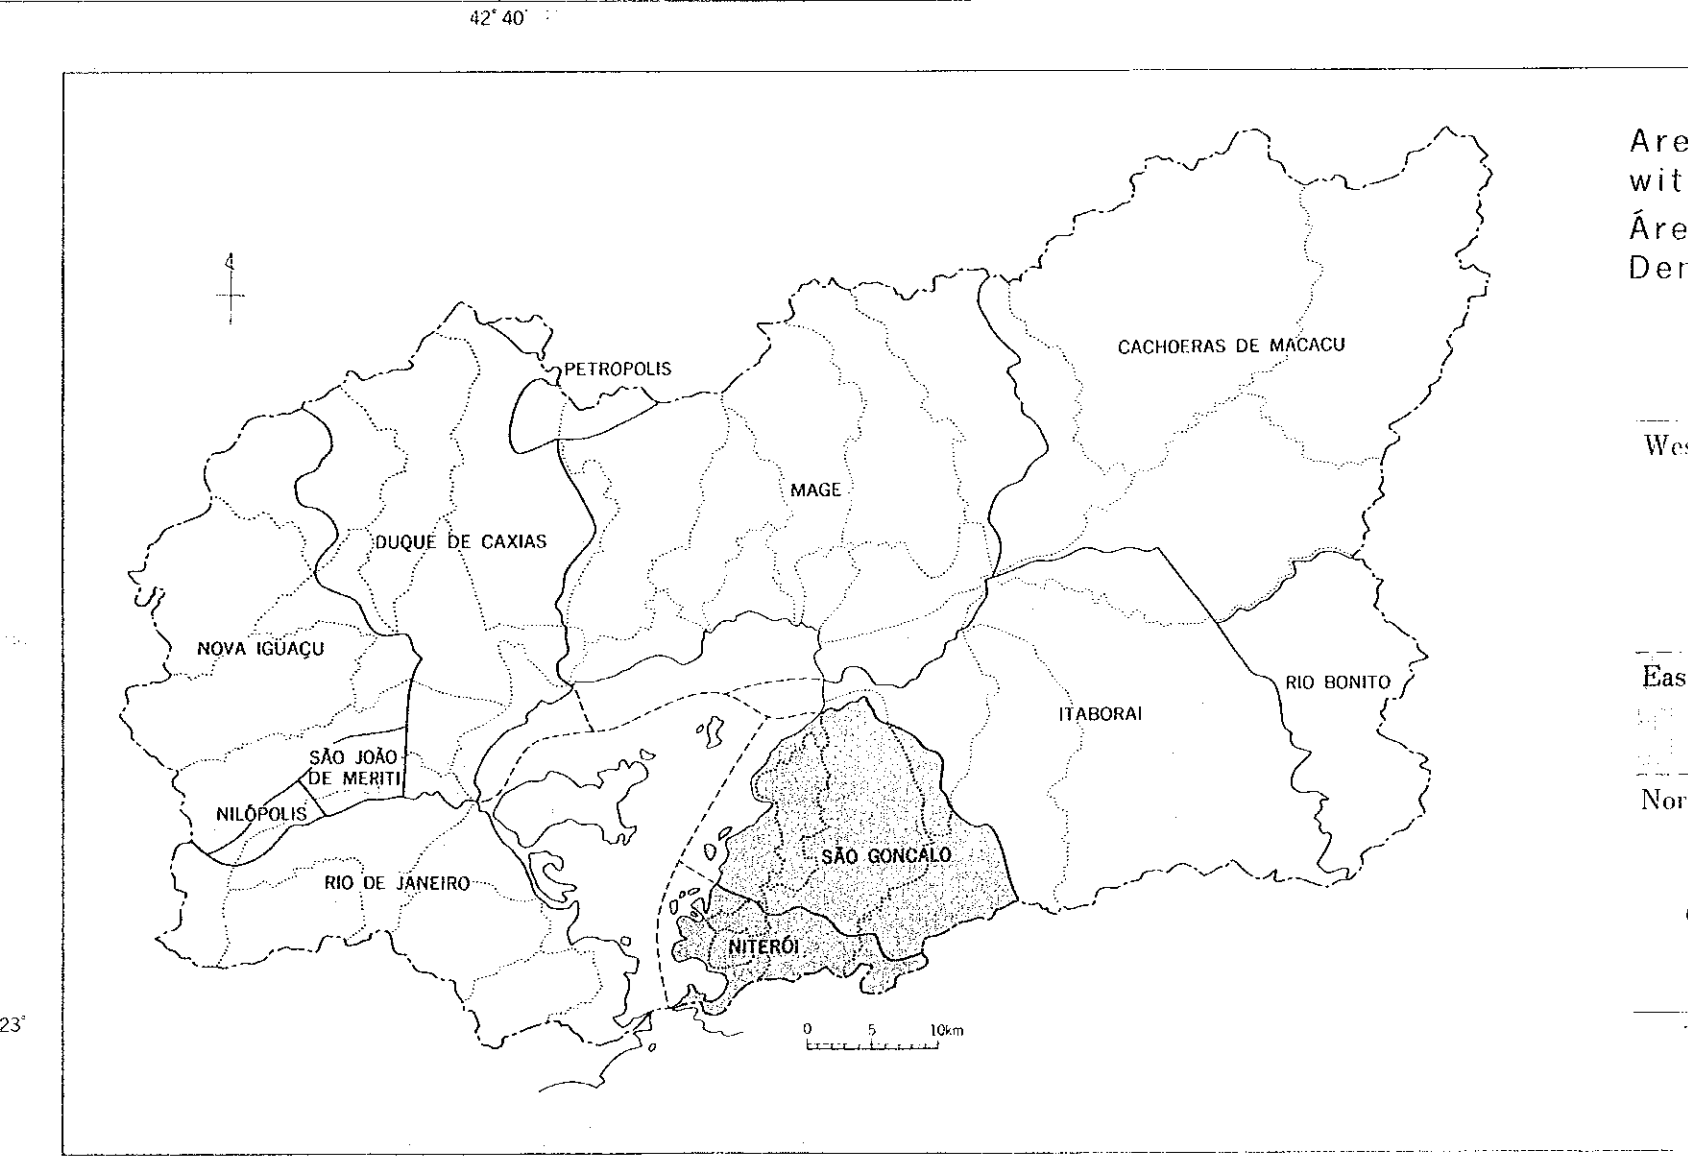 42° 40'
Are
wit
Áre
Der
PETROPOLIS
CACHOERAS DE MACACU
Wes
MAGE
DUQUE DE CAXIAS
NOVA IGUAÇU
Eas
RIO BONITO
ITABORAI
SÃO JOÃO
DE MERITI
NILÓPOLIS
Nor
SÃO GONCALO
RIO DE JANEIRO
NITERÓI
23°
0 5 10km